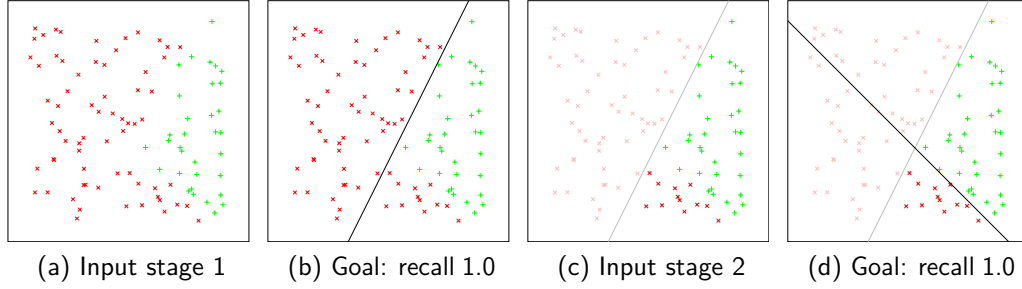 (a) Input stage 1
(b) Goal: recall 1.0
(c) Input stage 2
(d) Goal: recall 1.0